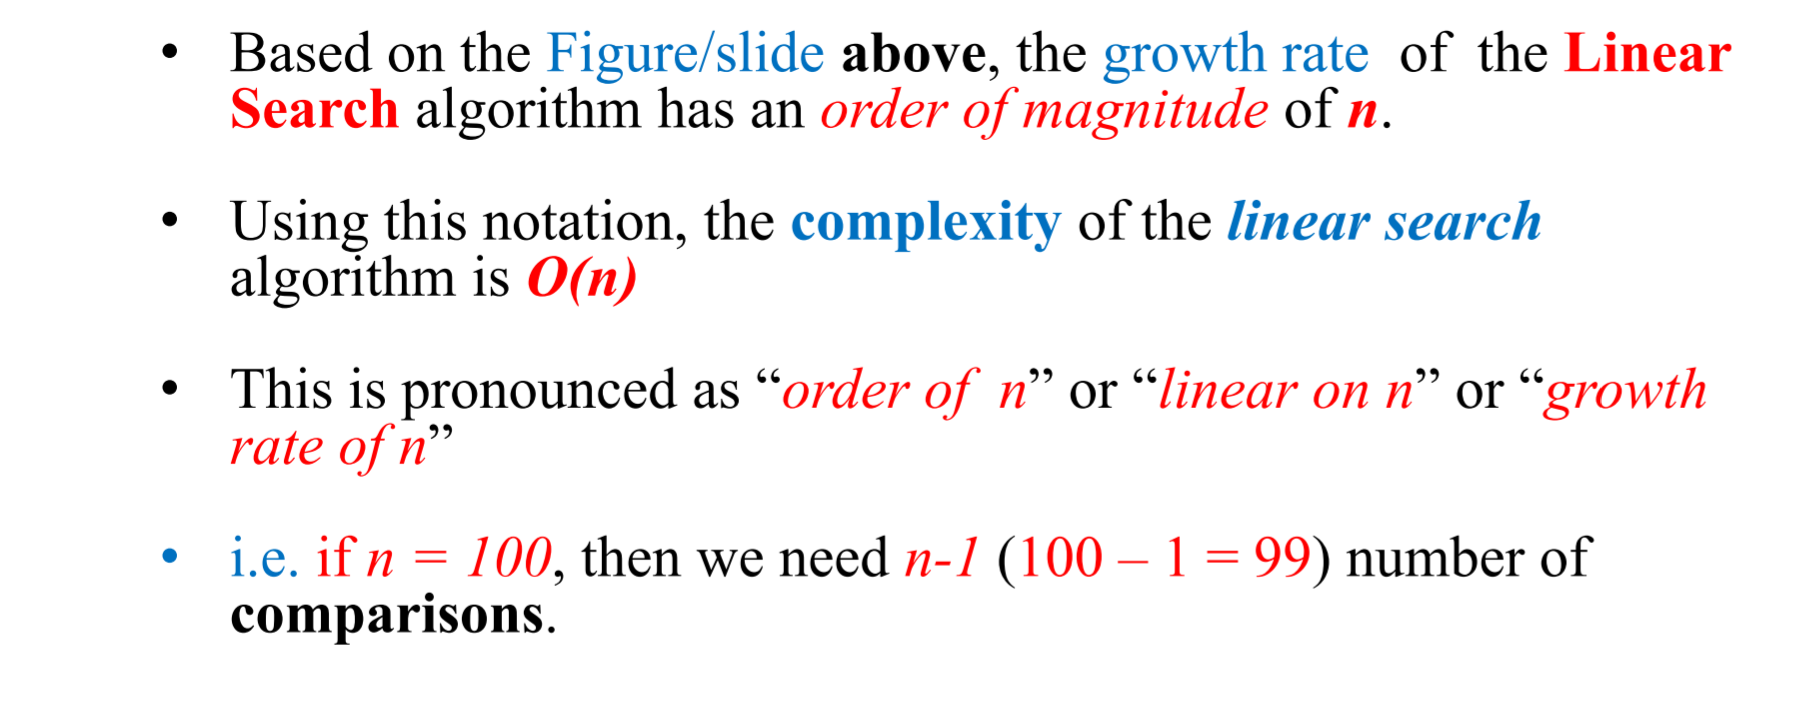 • Based on the Figure/slide above, the growth rate of the Linear
Search algorithm has an order of magnitude of n.
• Using this notation, the complexity of the linear search
algorithm is O(n)
• This is pronounced as “order of n” or “linear on n” or “growth
rate of n”
• i.e. if n = 100, then we need n-1 (100 – 1 = 99) number of
comparisons.